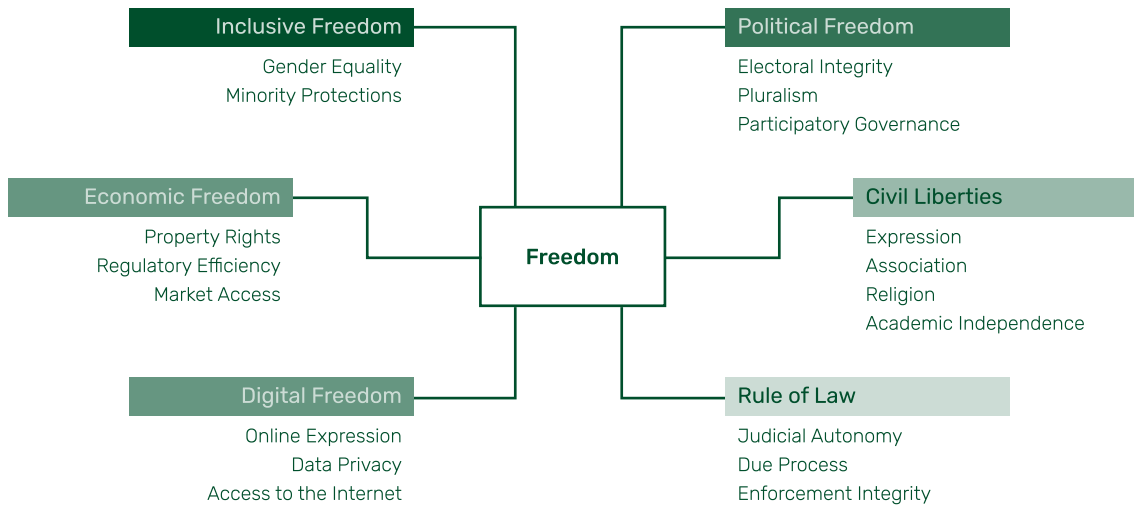 Inclusive Freedom
Gender Equality
Minority Protections
Political Freedom
Electoral Integrity
Pluralism
Participatory Governance
Economic Freedom
Property Rights
Regulatory Efficiency
Market Access
Freedom
Civil Liberties
Expression
Association
Religion
Academic Independence
Digital Freedom
Online Expression
Data Privacy
Access to the Internet
Rule of Law
Judicial Autonomy
Due Process
Enforcement Integrity